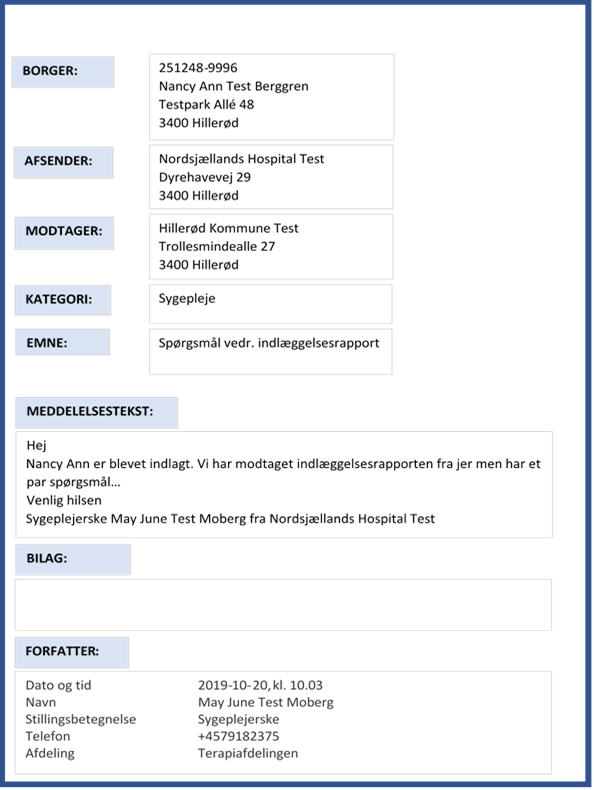 BORGER:
251248-9996
Nancy Ann Test Berggren
Testpark Allé 48
3400 Hillerød
AFSENDER:
Nordsjællands Hospital Test
Dyrehavevej 29
3400 Hillerød
MODTAGER:
Hillerød Kommune Test
Trollesmindealle 27
3400 Hillerød
KATEGORI:
Sygepleje
EMNE:
Spørgsmål vedr. indlæggelsesrapport
MEDDELELSESTEKST:
Hej
Nancy Ann er blevet indlagt. Vi har modtaget indlæggelsesrapporten fra jer men har et
par spørgsmål...
Venlig hilsen
Sygeplejerske May June Test Moberg fra Nordsjællands Hospital Test
BILAG:
FORFATTER:
Dato og tid 2019-10-20, kl. 10.03
Navn May June Test Moberg
Stillingsbetegnelse Sygeplejerske
Telefon +4579182375
Afdeling Terapiafdelingen